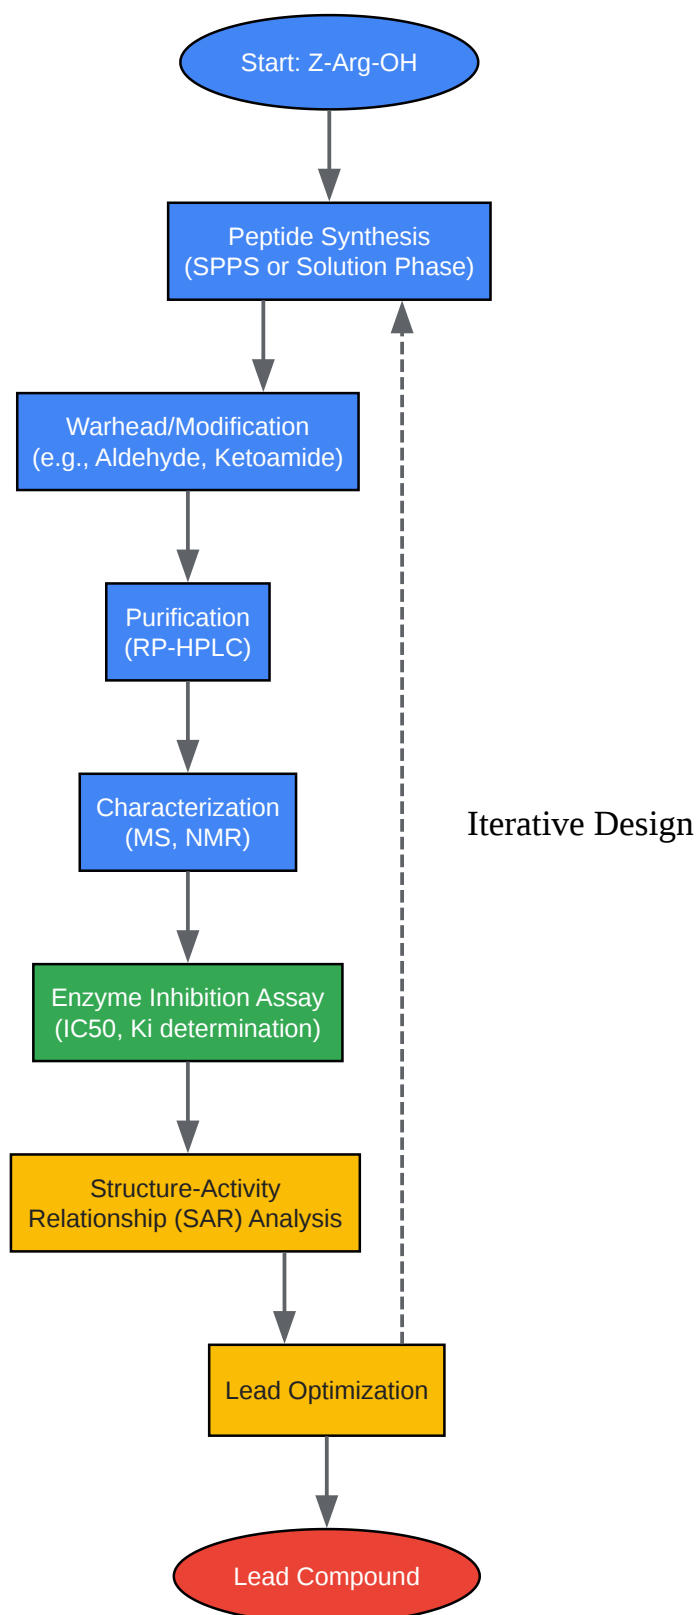 Start: Z-Arg-OH
Peptide Synthesis
(SPPS or Solution Phase)
Warhead/Modification
(e.g., Aldehyde, Ketoamide)
Purification
(RP-HPLC)
Characterization
(MS, NMR)
Iterative Design
Enzyme Inhibition Assay
(IC50, Ki determination)
Structure-Activity
Relationship (SAR) Analysis
Lead Optimization
Lead Compound